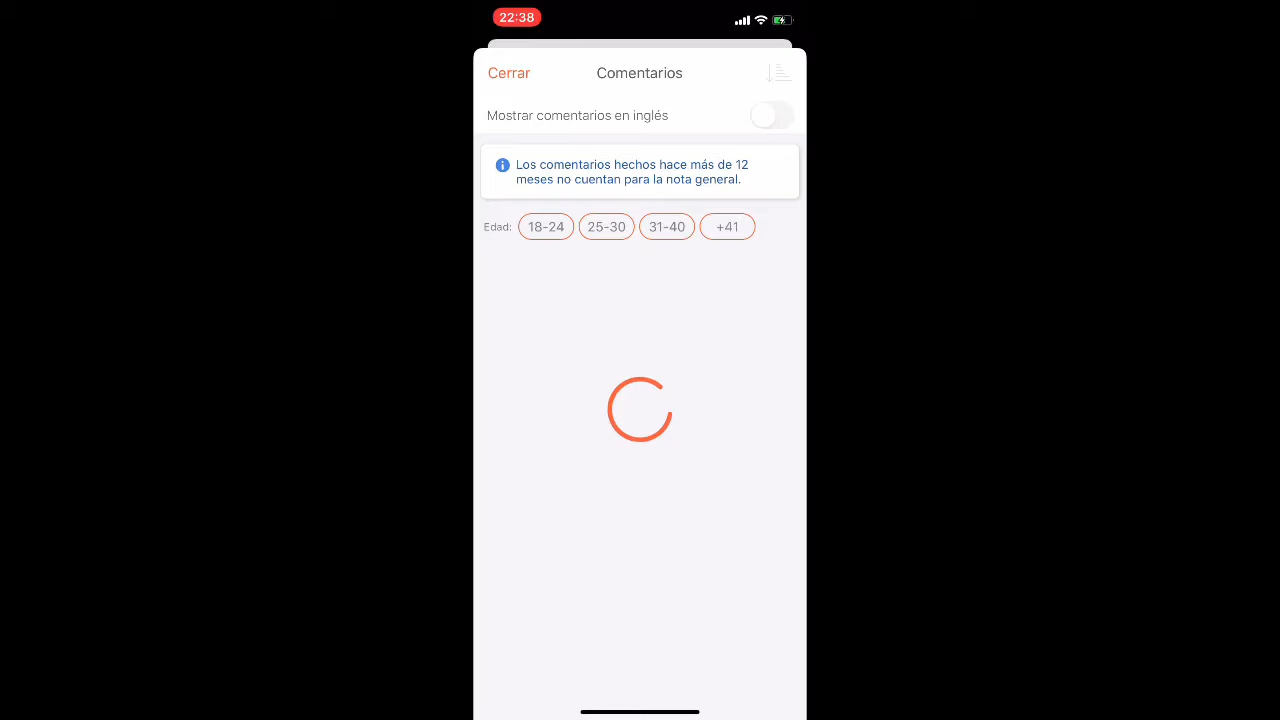 22:38
Cerrar Comentarios
Mostrar comentarios en inglés
Los comentarios hechos hace más de 12
meses no cuentan para la nota general.
Edad: 18-24 25-30 31-40 +41